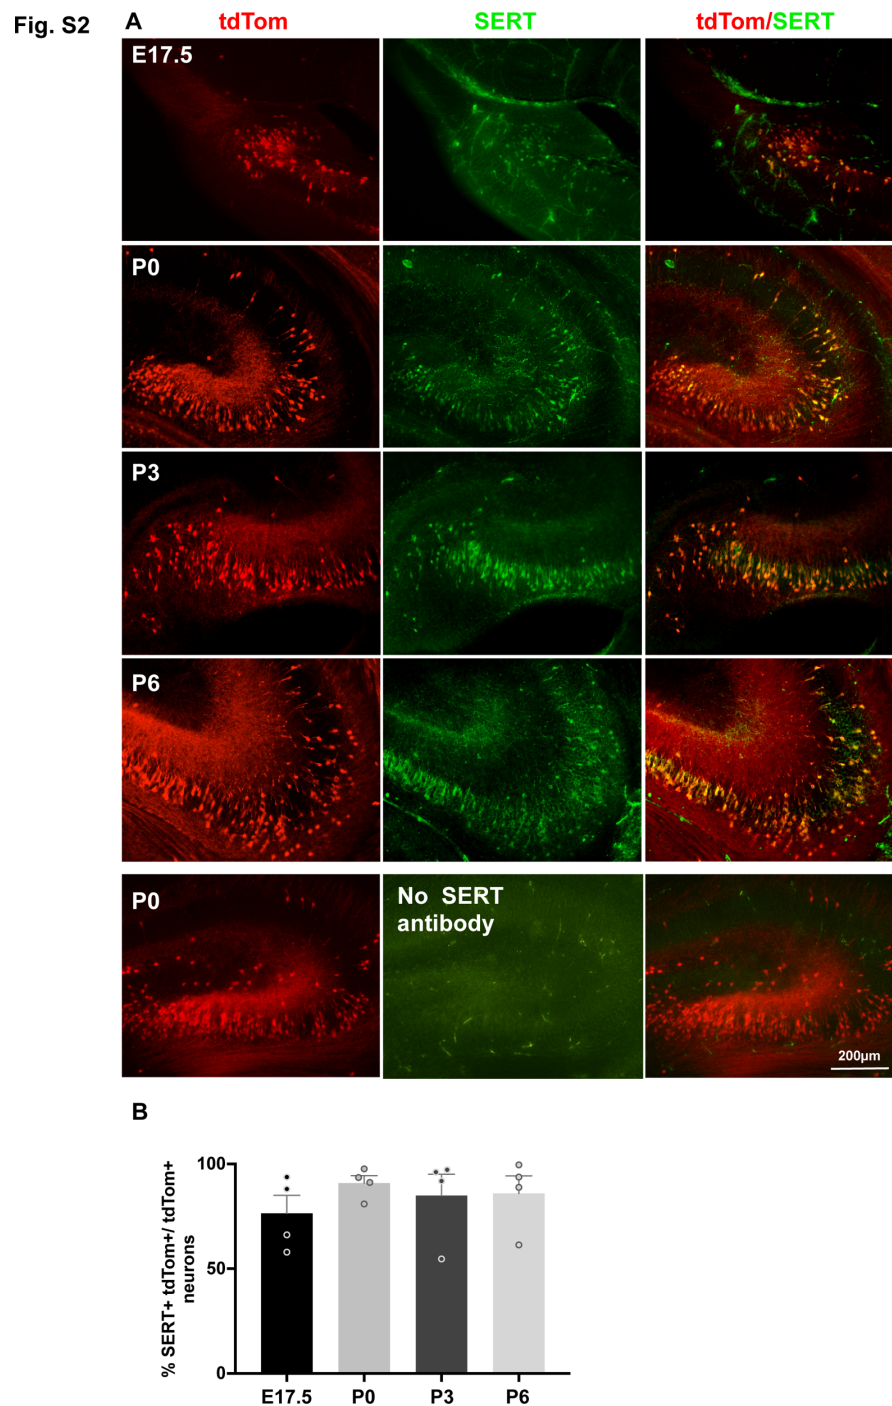 Fig. S2
A
tdTom
SERT
tdTom/SERT
E17.5
P0
P3
P6
P0
No SERT
antibody
200µm
B
% SERT+ tdTom+/ tdTom+
neurons
100
50
0
E17.5
P0
P3
P6